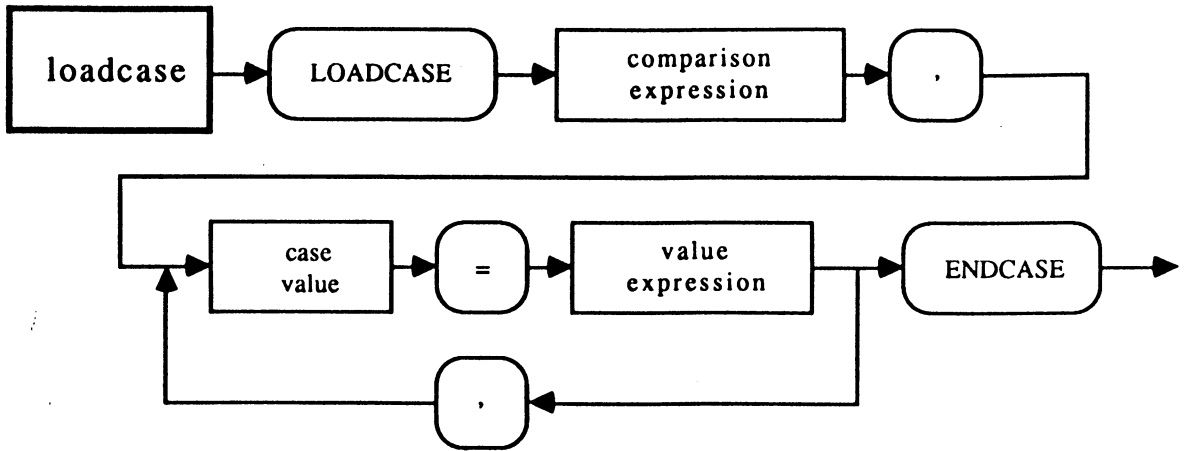 loadcase
LOADCASE
comparison
expression
,
case
value
=
value
expression
ENDCASE
,